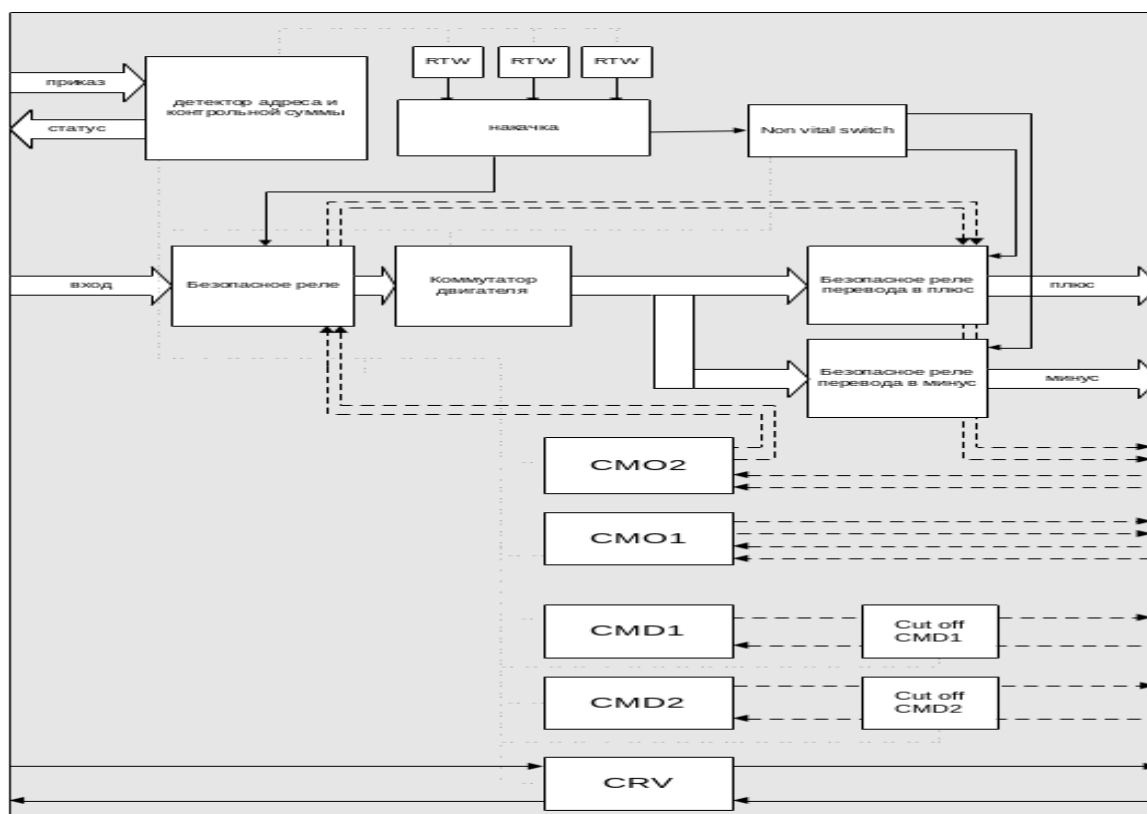 RTW
RTW
RTW
приказ
детектор адреса и
контрольной суммы
статус
накачка
Non vital switch
вход
Безопасное реле
Коммутатор
двигателя
Безопасное реле
перевода в плюс
плюс
Безопасное реле
перевода в минус
минус
CMO2
CMO1
CMD1
Cut off
CMD1
CMD2
Cut off
CMD2
CRV